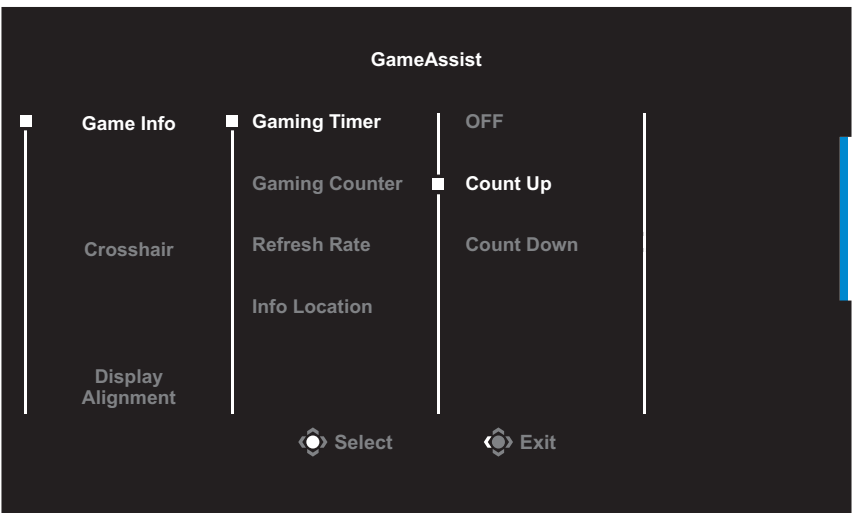 GameAssist
Game Info
Gaming Timer
OFF
Gaming Counter
Count Up
Crosshair
Refresh Rate
Count Down
Info Location
Display
Alignment
Select
Exit